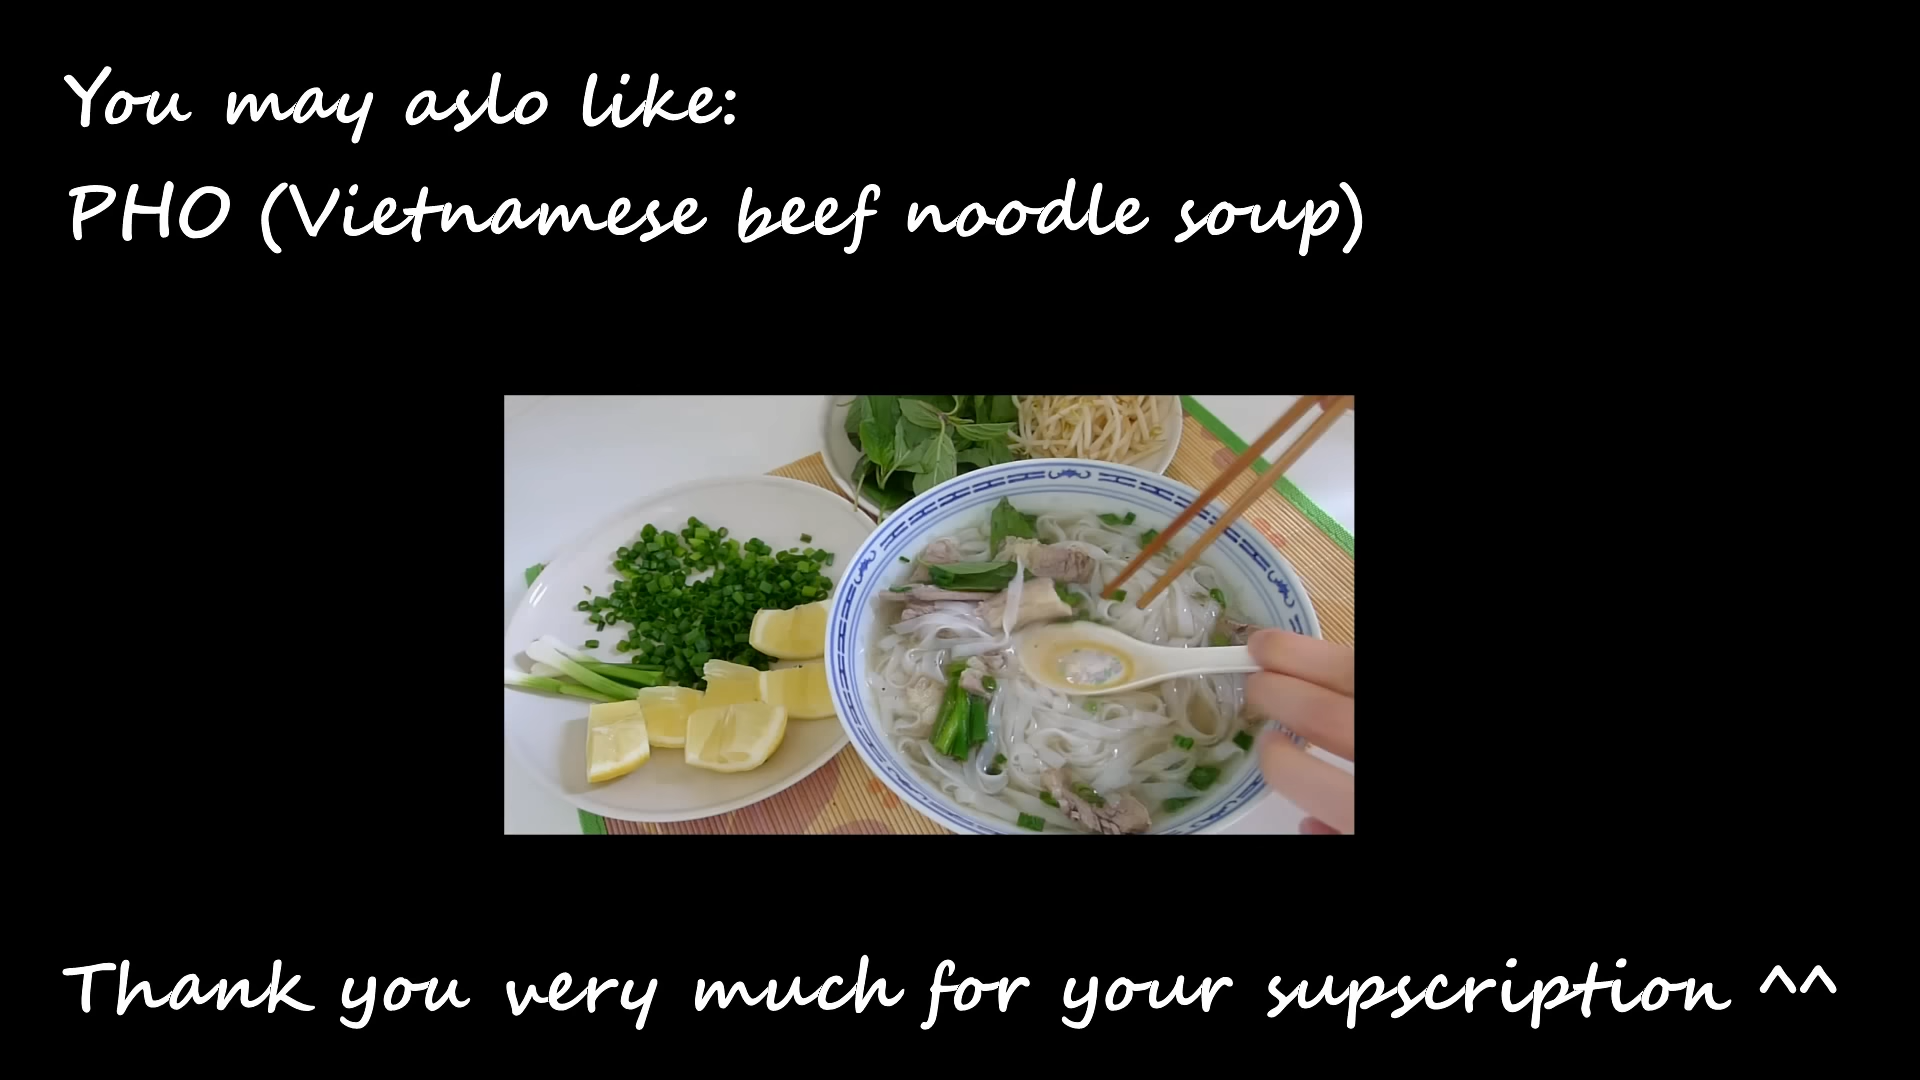 You may aslo like:
PHO (Vietnamese beef noodle soup)
Thank you very much for your supscription ^^